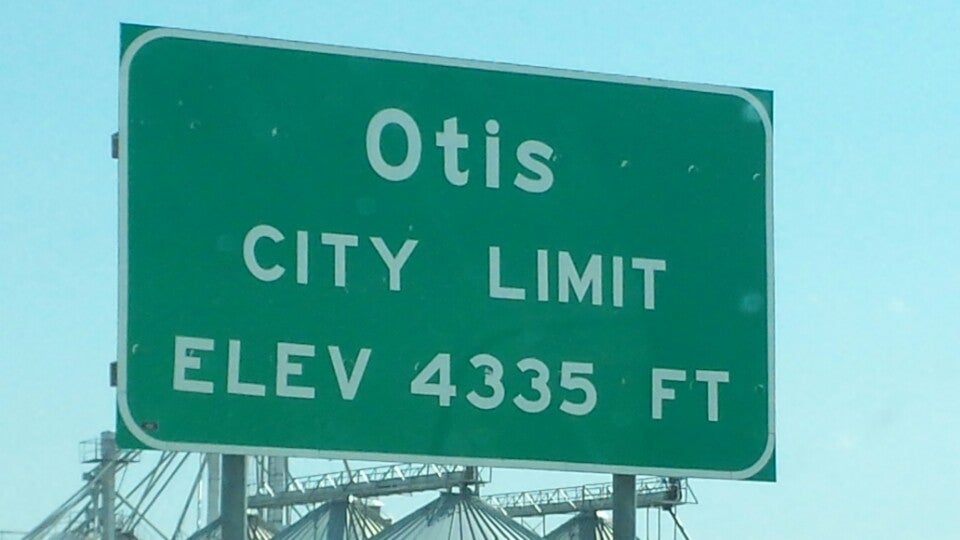 Otis
CITY LIMIT
ELEV 4335 FT